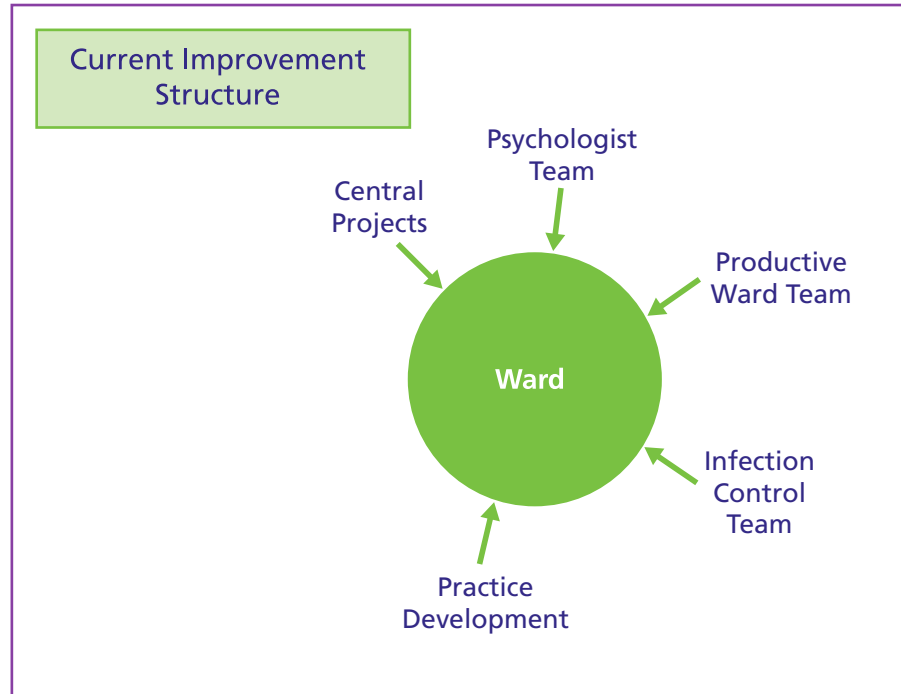 Current Improvement
Structure
Psychologist
Team
Central
Projects
Productive
Ward Team
Ward
Infection
Control
Team
Practice
Development